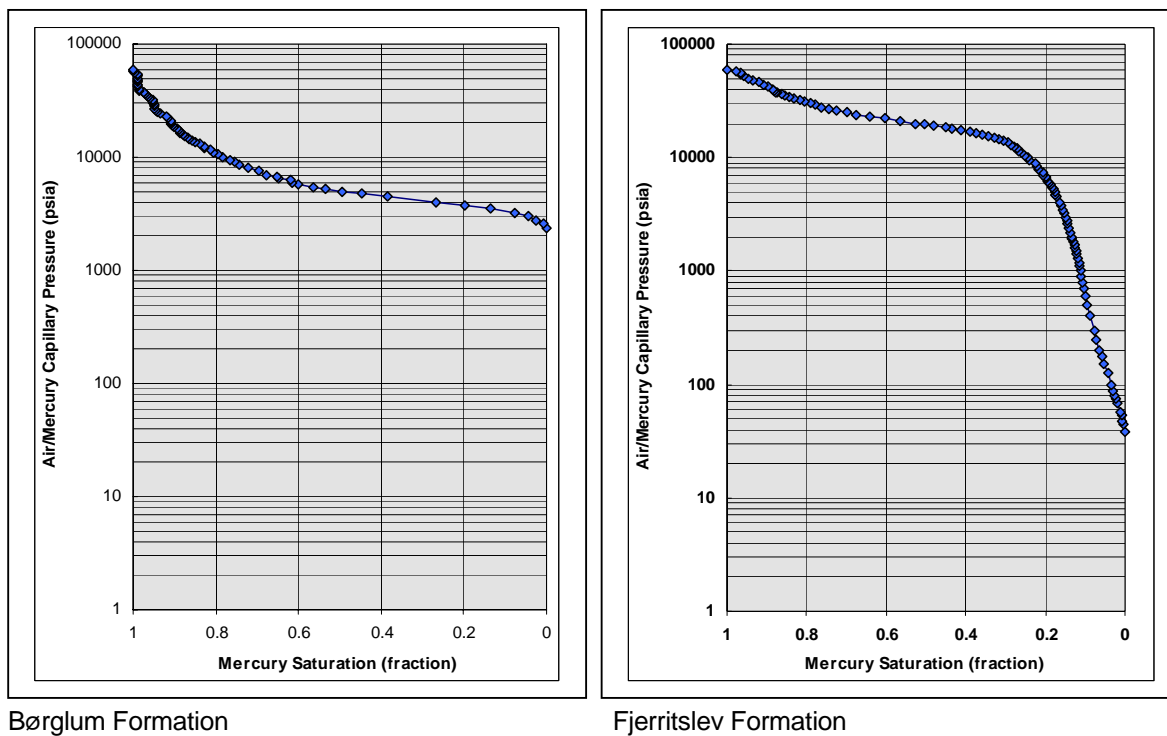 100000
10000
1000
100
10
1
Air/Mercury Capillary Pressure (psia)
1 0.8 0.6 0.4 0.2 0
Mercury Saturation (fraction)
Børglum Formation
100000
10000
1000
100
10
1
Air/Mercury Capillary Pressure (psia)
1 0.8 0.6 0.4 0.2 0
Mercury Saturation (fraction)
Fjerritslev Formation